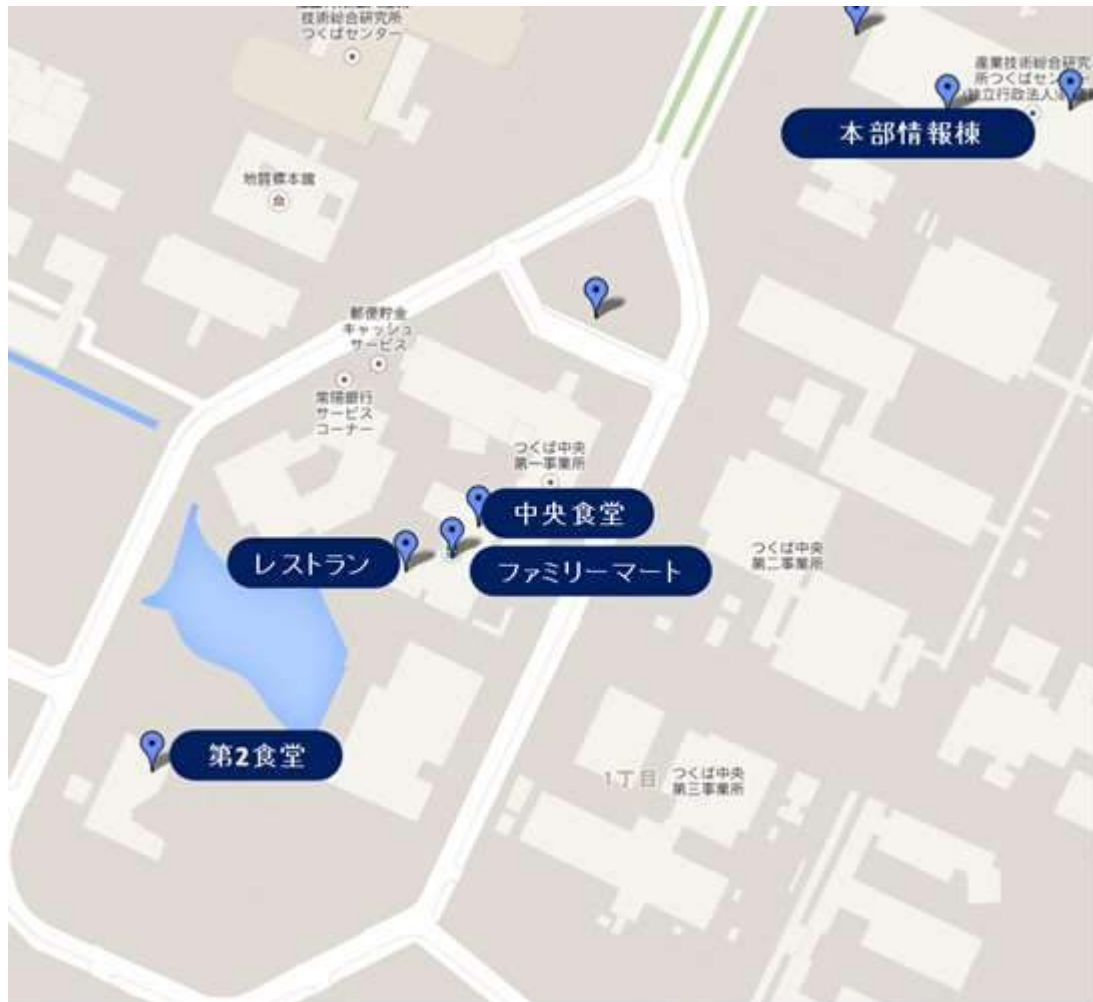 技術総合研究所
つくばセンター
産業技術総合研究
所つくばセンター
本部情報棟
地質標本館
郵便貯金
キャッシュ
サービス
常陽銀行
サービス
コーナー
つくば中央
第一事業所
中央食堂
レストラン
ファミリーマート
つくば中央
第二事業所
第2食堂
1丁目
つくば中央
第三事業所